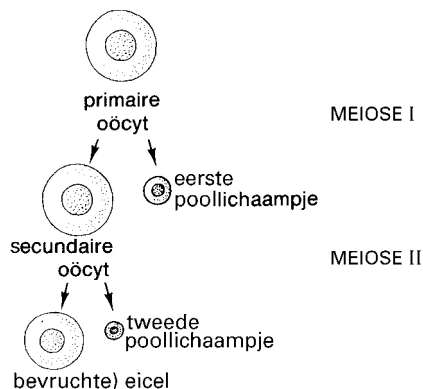 primaire
oöcyt
MEIOSE I
eerste
poollichaampje
secundaire
oöcyt
MEIOSE II
tweede
poollichaampje
bevruchte) eicel